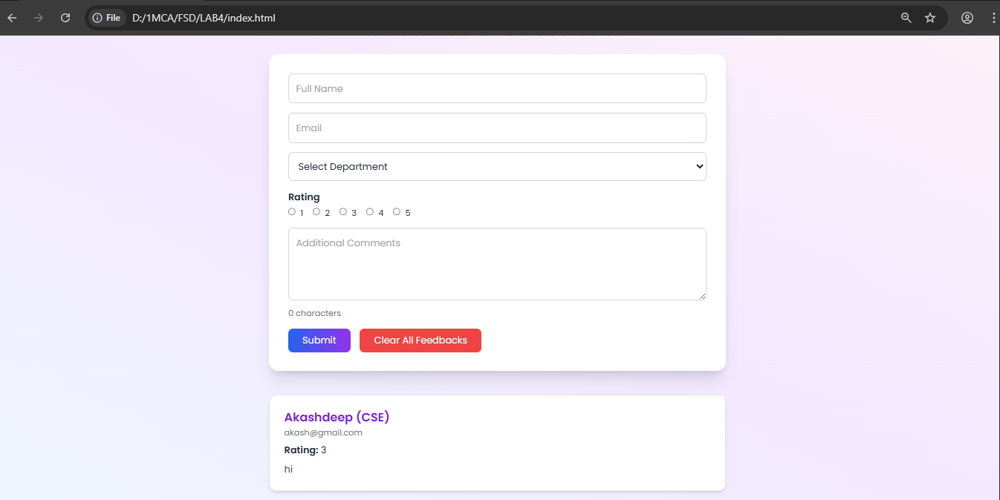 File D:/1MCA/FSD/LAB4/index.html
Full Name
Email
Select Department
Rating
1 2 3 4 5
Additional Comments
0 characters
Submit Clear All Feedbacks
Akashdeep (CSE)
akash@gmail.com
Rating: 3
hi